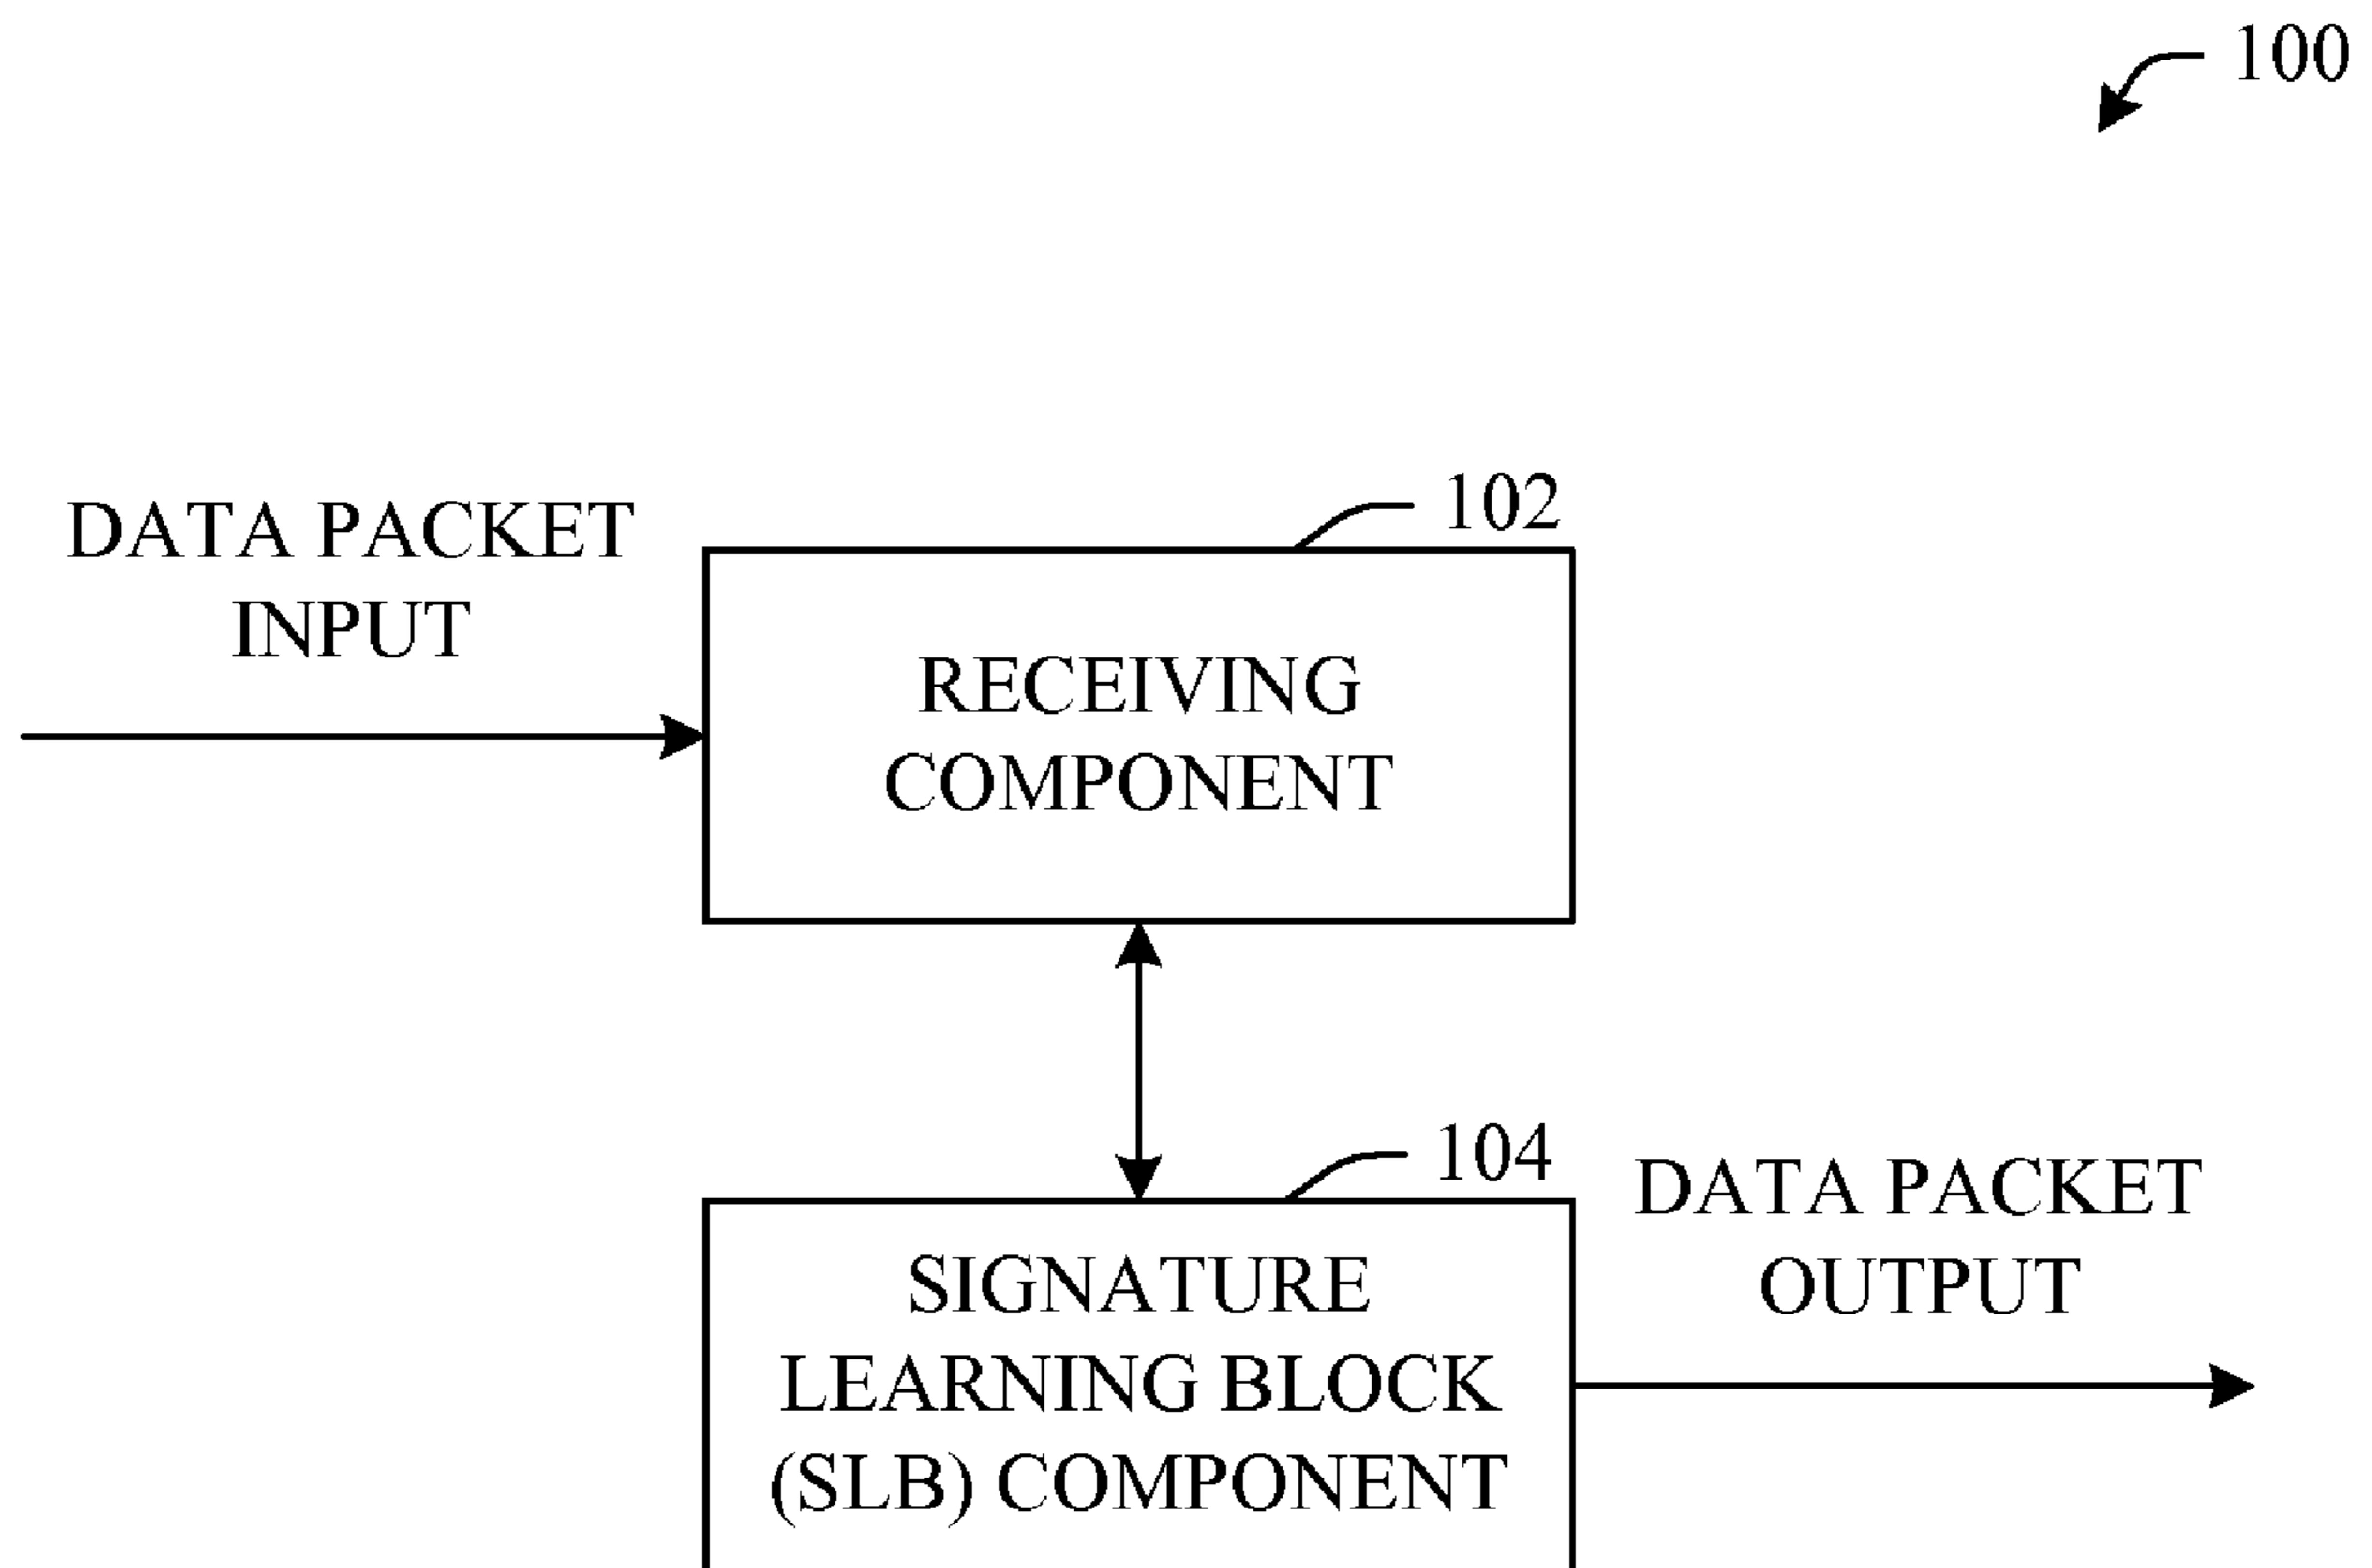 100
102
DATA PACKET
INPUT
RECEIVING
COMPONENT
104
DATA PACKET
OUTPUT
SIGNATURE
LEARNING BLOCK
(SLB) COMPONENT